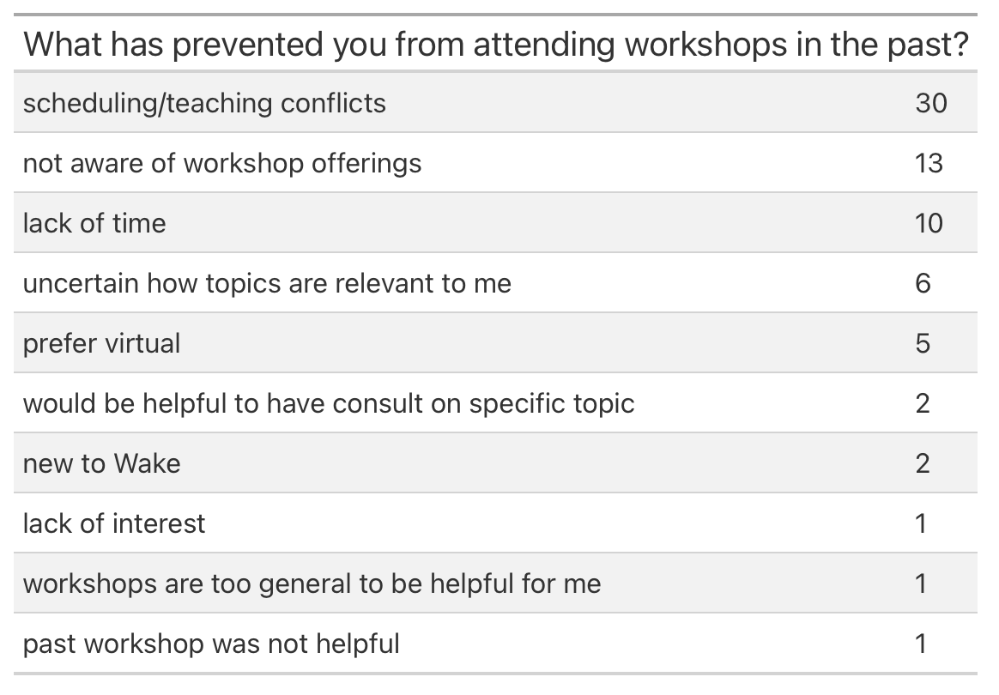 What has prevented you from attending workshops in the past?
scheduling/teaching conflicts 30
not aware of workshop offerings 13
lack of time 10
uncertain how topics are relevant to me 6
prefer virtual 5
would be helpful to have consult on specific topic 2
new to Wake 2
lack of interest 1
workshops are too general to be helpful for me 1
past workshop was not helpful 1